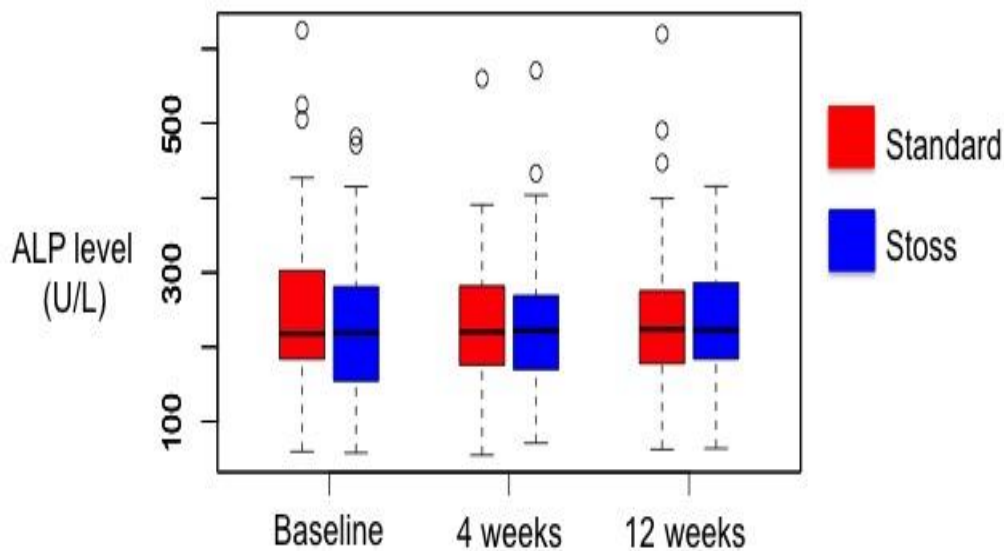 500
300
100
ALP level
(U/L)
Standard
Stoss
Baseline
4 weeks
12 weeks